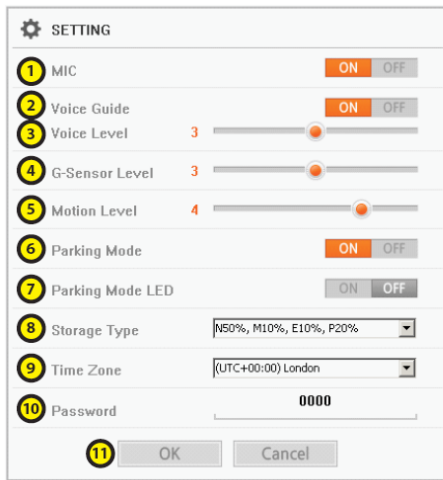 SETTING
1 MIC ON OFF
2 Voice Guide ON OFF
3 Voice Level 3
4 G-Sensor Level 3
5 Motion Level 4
6 Parking Mode ON OFF
7 Parking Mode LED ON OFF
8 Storage Type N50%, M10%, E10%, P20%
9 Time Zone (UTC+00:00) London
10 Password 0000
11 OK Cancel